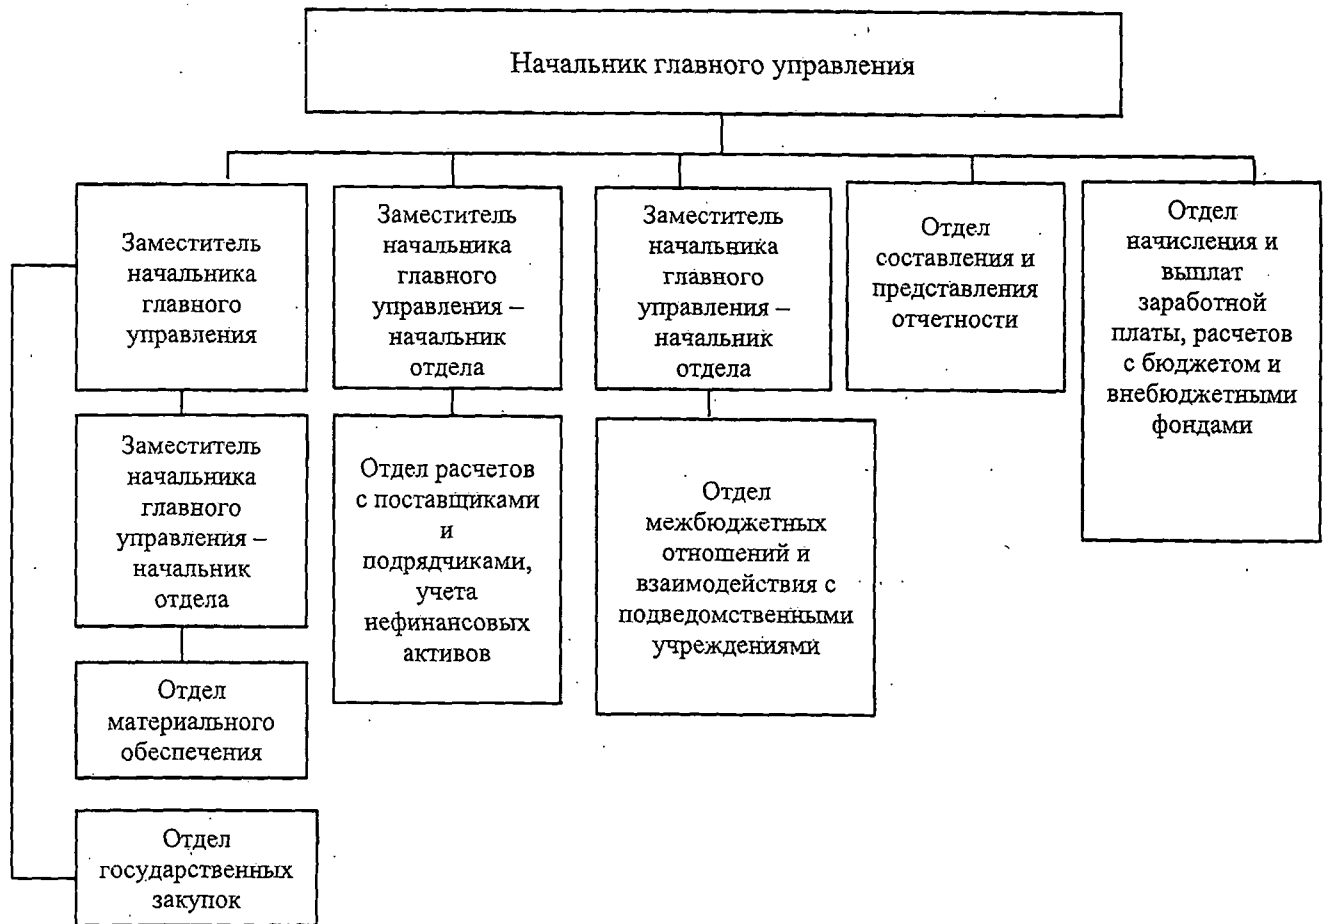 Начальник главного управления
Заместитель
начальника
главного
управления
Заместитель
начальника
главного
управления –
начальник
отдела
Заместитель
начальника
главного
управления –
начальник
отдела
Отдел
составления и
представления
отчетности
Отдел
начисления и
выплат
заработной
платы, расчетов
с бюджетом и
внебюджетными
фондами
Заместитель
начальника
главного
управления –
начальник
отдела
Отдел расчетов
с поставщиками
и
подрядчиками,
учета
нефинансовых
активов
Отдел
межбюджетных
отношений и
взаимодействия с
подведомственными
учреждениями
Отдел
материального
обеспечения
Отдел
государственных
закупок